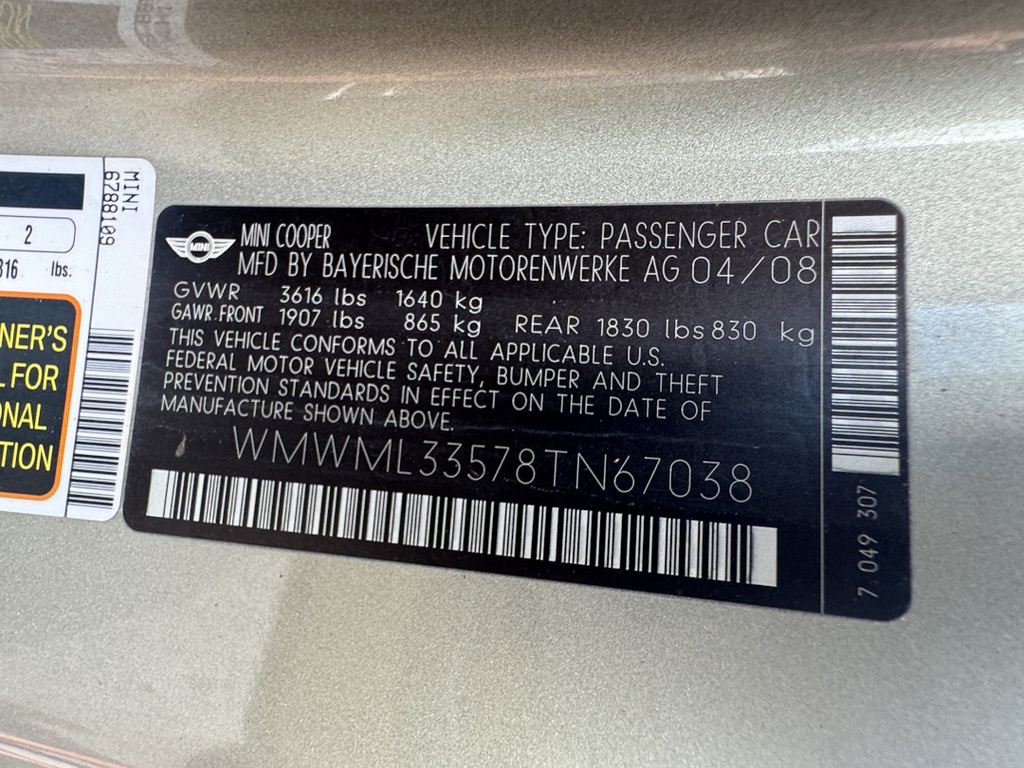 MINI
6788109
2
316 lbs.
NER'S
L FOR
ONAL
TION
MINI
MINI COOPER VEHICLE TYPE: PASSENGER CAR
MFD BY BAYERISCHE MOTORENWERKE AG 04/08
GVWR 3616 lbs 1640 kg
GAWR.FRONT 1907 lbs 865 kg REAR 1830 lbs 830 kg
THIS VEHICLE CONFORMS TO ALL APPLICABLE U.S.
FEDERAL MOTOR VEHICLE SAFETY, BUMPER AND THEFT
PREVENTION STANDARDS IN EFFECT ON THE DATE OF
MANUFACTURE SHOWN ABOVE.
WMWML33578TN67038
7.049 307